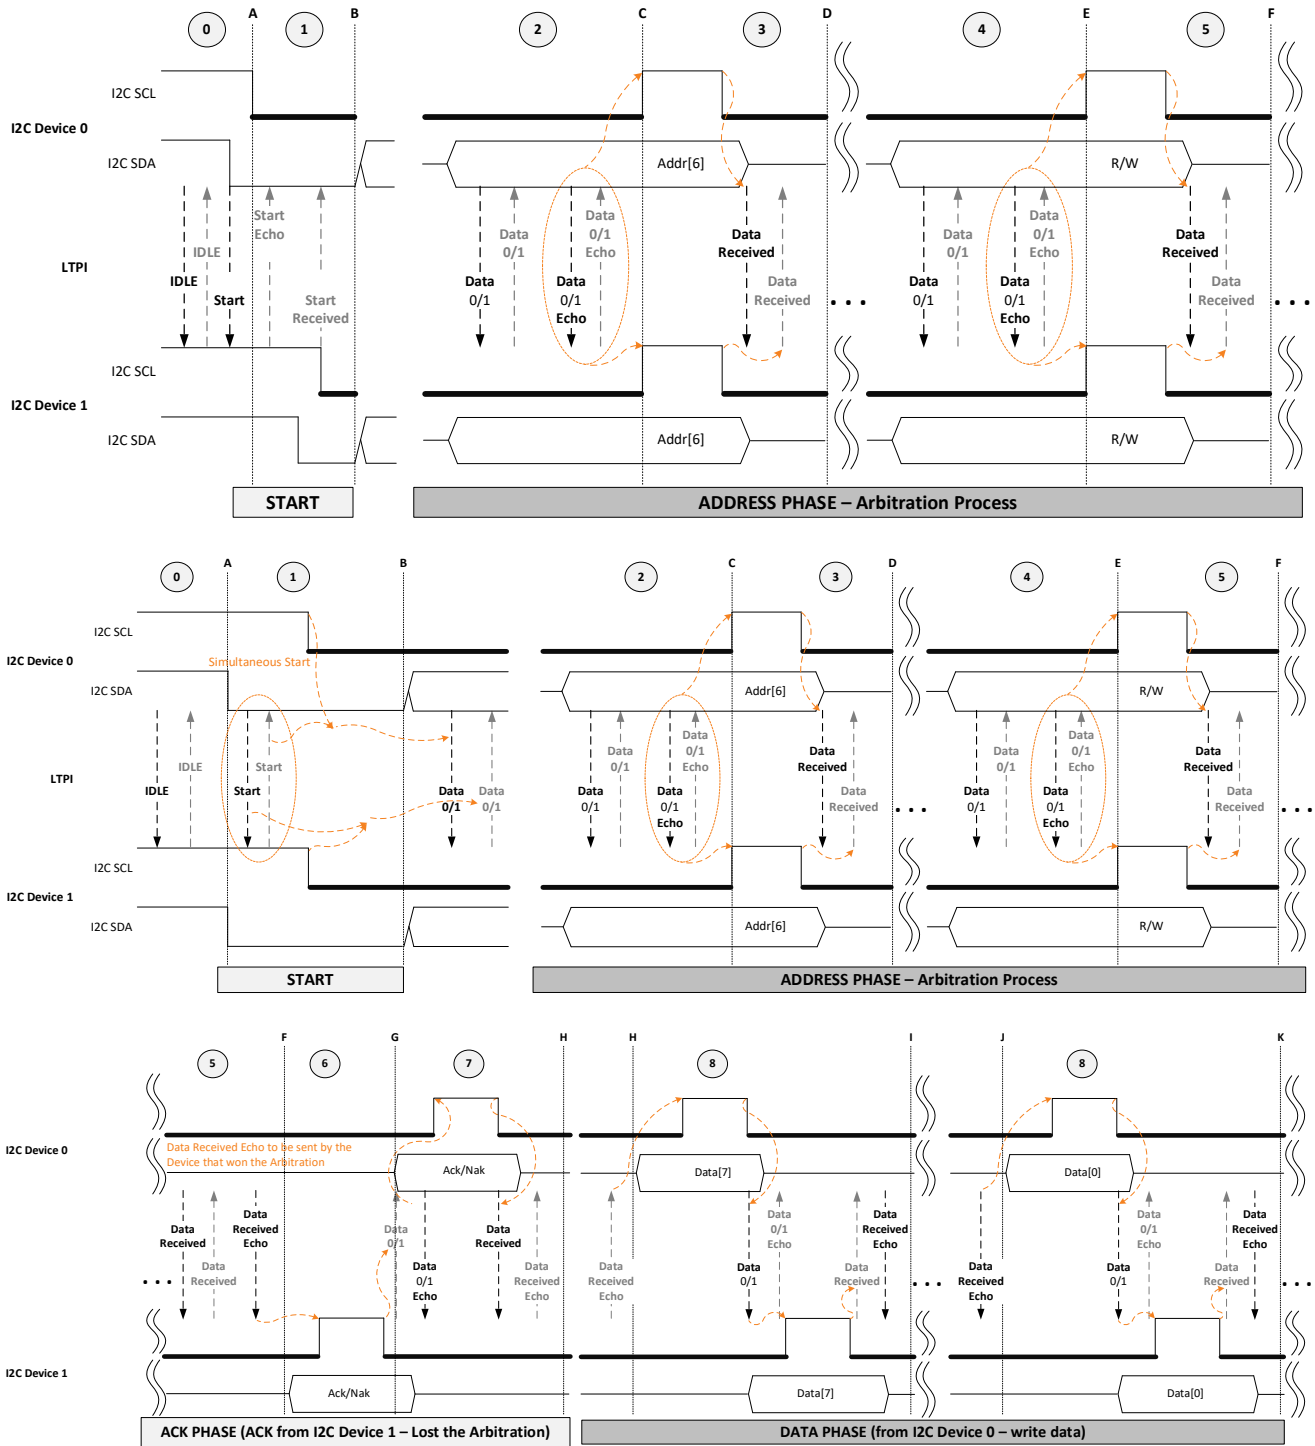 A
B
C
D
E
F
0
1
2
3
4
5
I2C SCL
I2C Device 0
I2C SDA
Addr[6]
R/W
Start
Echo
IDLE
IDLE
Start
Start
Received
LTPI
Data
0/1
Data
0/1
Data
0/1
Echo
Data
0/1
Echo
Data
Received
Data
Received
. . .
Data
0/1
Data
0/1
Data
0/1
Echo
Data
0/1
Echo
Data
Received
Data
Received
. . .
I2C SCL
I2C Device 1
I2C SDA
Addr[6]
R/W
START
ADDRESS PHASE – Arbitration Process
A
B
C
D
E
F
0
1
2
3
4
5
I2C SCL
I2C Device 0
Simultaneous Start
I2C SDA
Addr[6]
R/W
LTPI
IDLE
IDLE
Start
Start
Data
0/1
Data
0/1
Data
0/1
Data
0/1
Data
0/1
Echo
Data
0/1
Echo
Data
Received
Data
Received
. . .
Data
0/1
Data
0/1
Data
0/1
Echo
Data
0/1
Echo
Data
Received
Data
Received
. . .
I2C SCL
I2C Device 1
I2C SDA
Addr[6]
R/W
START
ADDRESS PHASE – Arbitration Process
F
G
H
H
I
J
K
5
6
7
8
8
I2C Device 0
Data Received Echo to be sent by the
Device that won the Arbitration
Ack/Nak
Data[7]
Data[0]
. . .
Data
Received
Data
Received
Data
Received
Echo
Data
0/1
Data
0/1
Echo
Data
Received
Data
Received
Echo
Data
Received
Echo
Data
0/1
Data
0/1
Echo
Data
Received
Data
Received
Echo
. . .
Data
Received
Echo
Data
0/1
Data
0/1
Echo
Data
Received
Data
Received
Echo
. . .
I2C Device 1
Ack/Nak
Data[7]
Data[0]
ACK PHASE (ACK from I2C Device 1 – Lost the Arbitration)
DATA PHASE (from I2C Device 0 – write data)